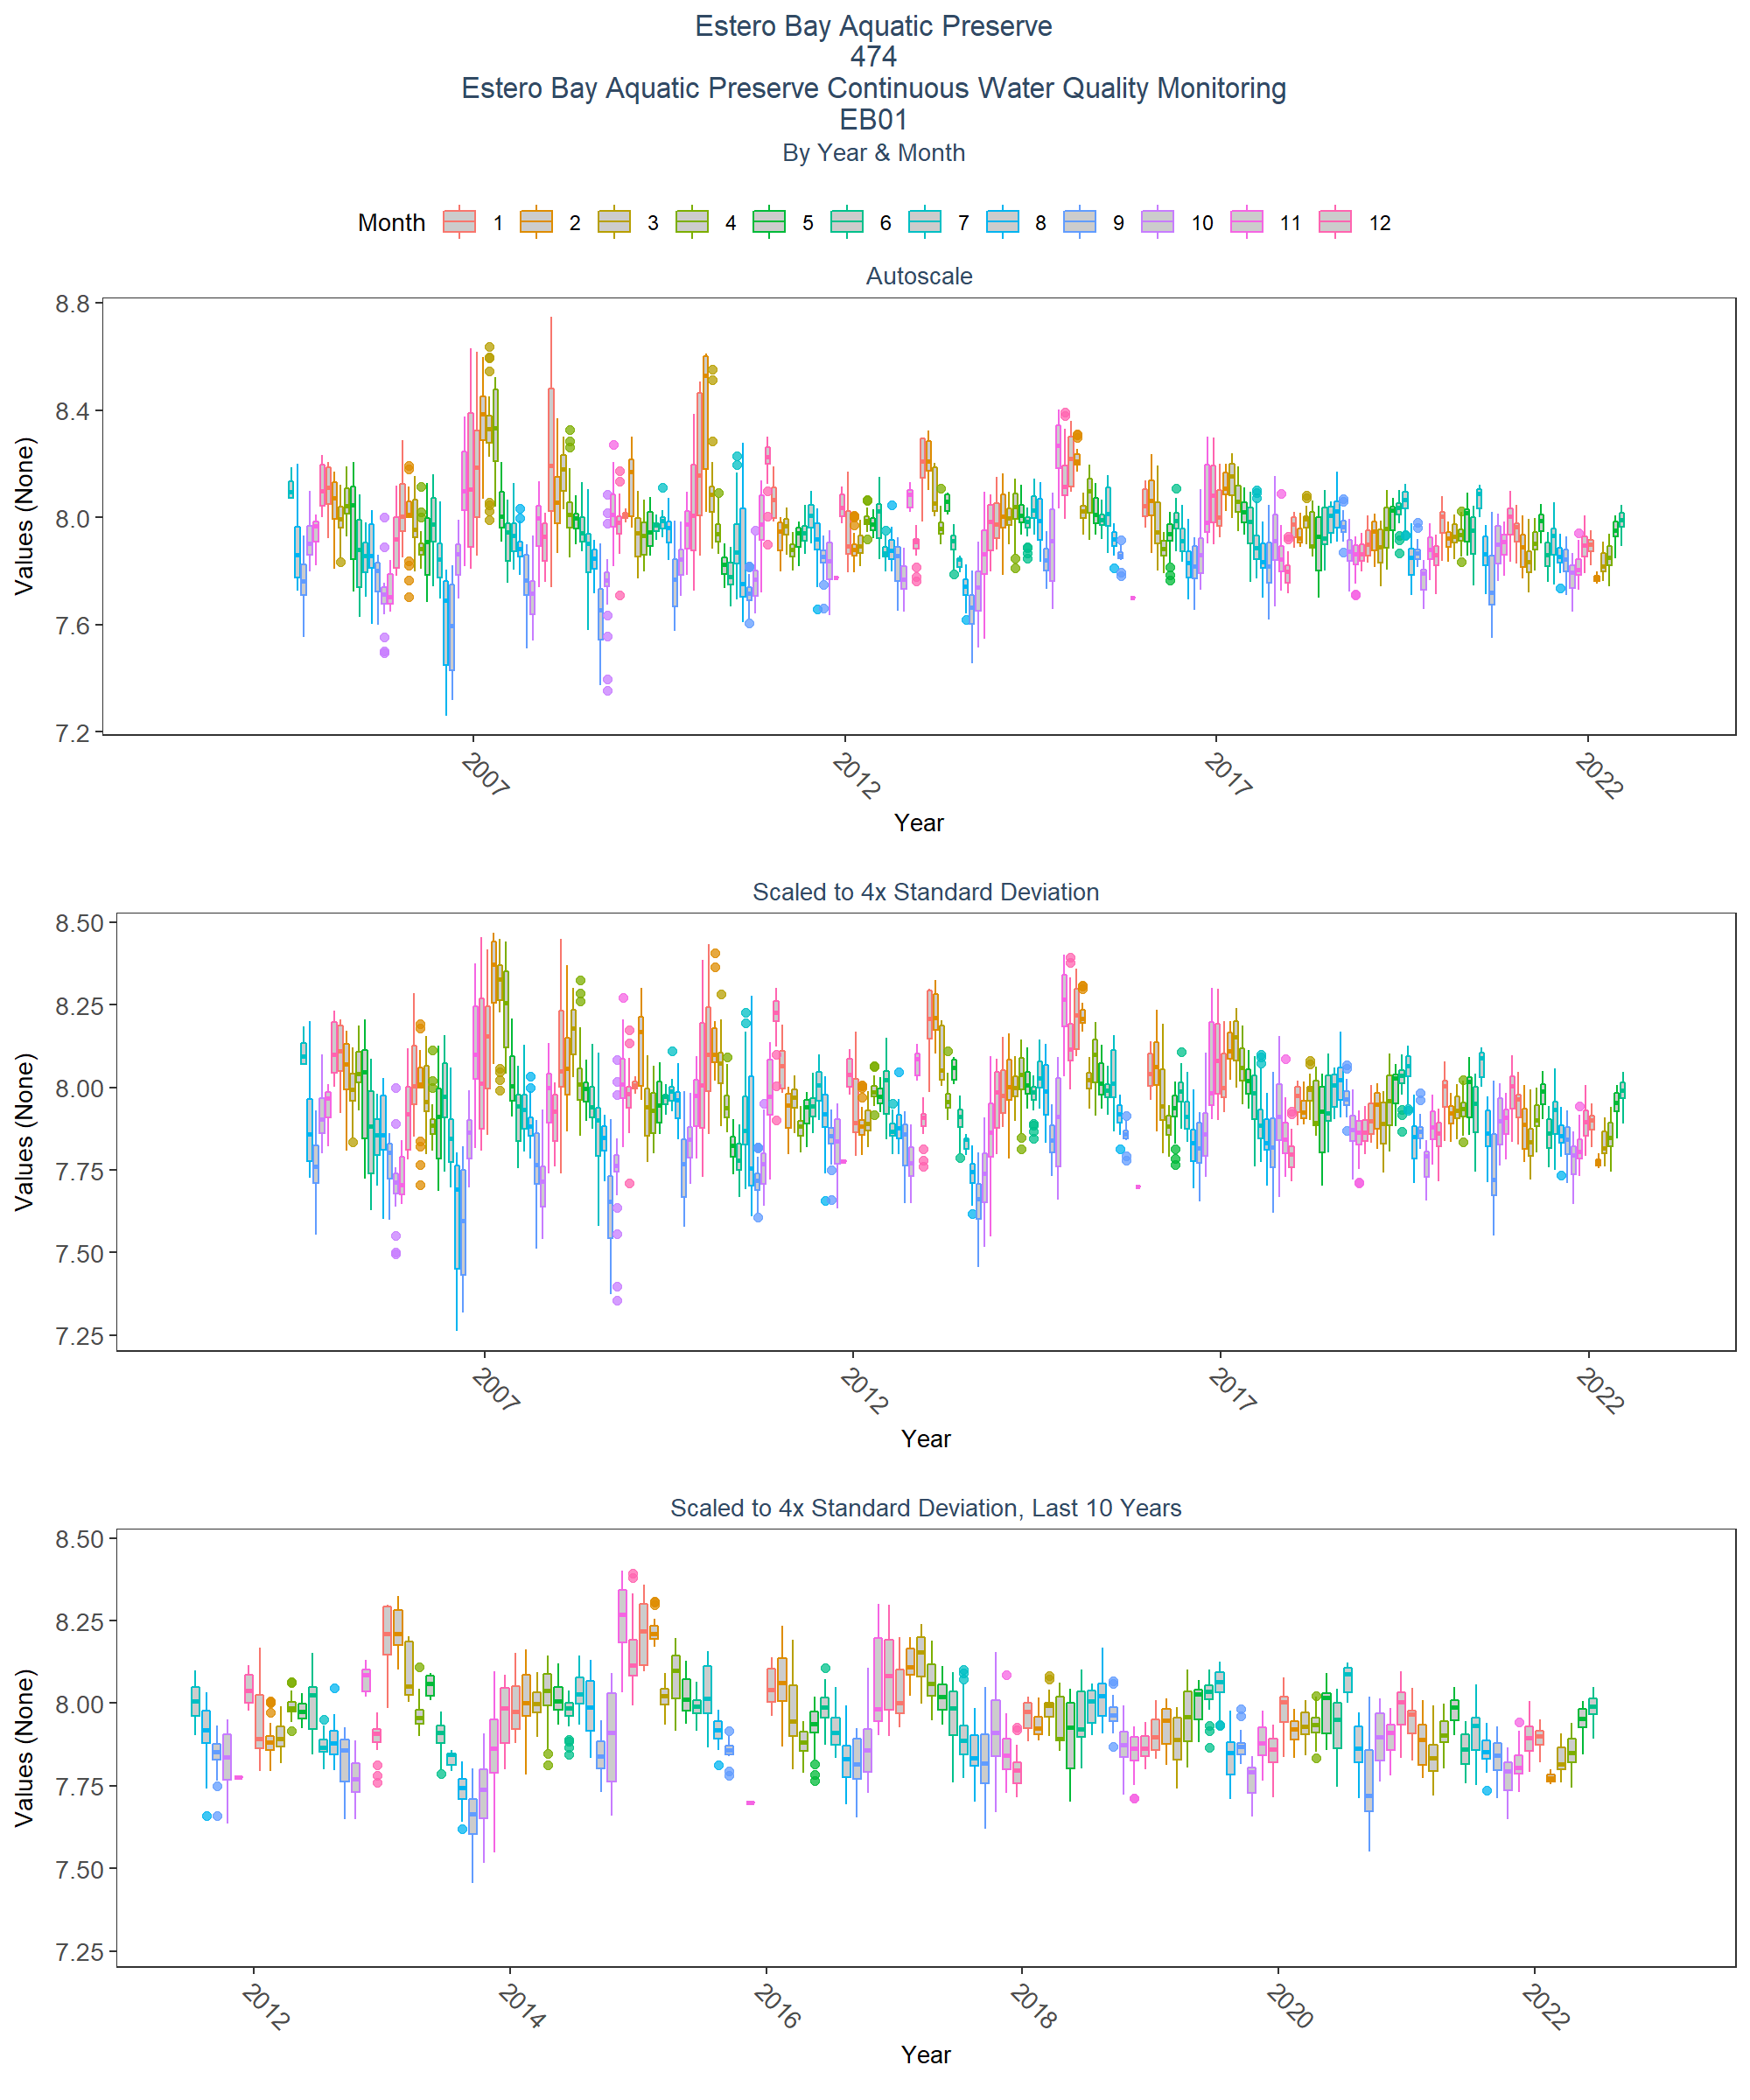 Estero Bay Aquatic Preserve
474
Estero Bay Aquatic Preserve Continuous Water Quality Monitoring
EB01
By Year & Month
Month 1 2 3 4 5 6 7 8 9 10 11 12
Autoscale
8.8
8.4
8.0
7.6
7.2
Values (None)
2007 2012 2017 2022
Year
Scaled to 4x Standard Deviation
8.50
8.25
8.00
7.75
7.50
7.25
Values (None)
2007 2012 2017 2022
Year
Scaled to 4x Standard Deviation, Last 10 Years
8.50
8.25
8.00
7.75
7.50
7.25
Values (None)
2012 2014 2016 2018 2020 2022
Year